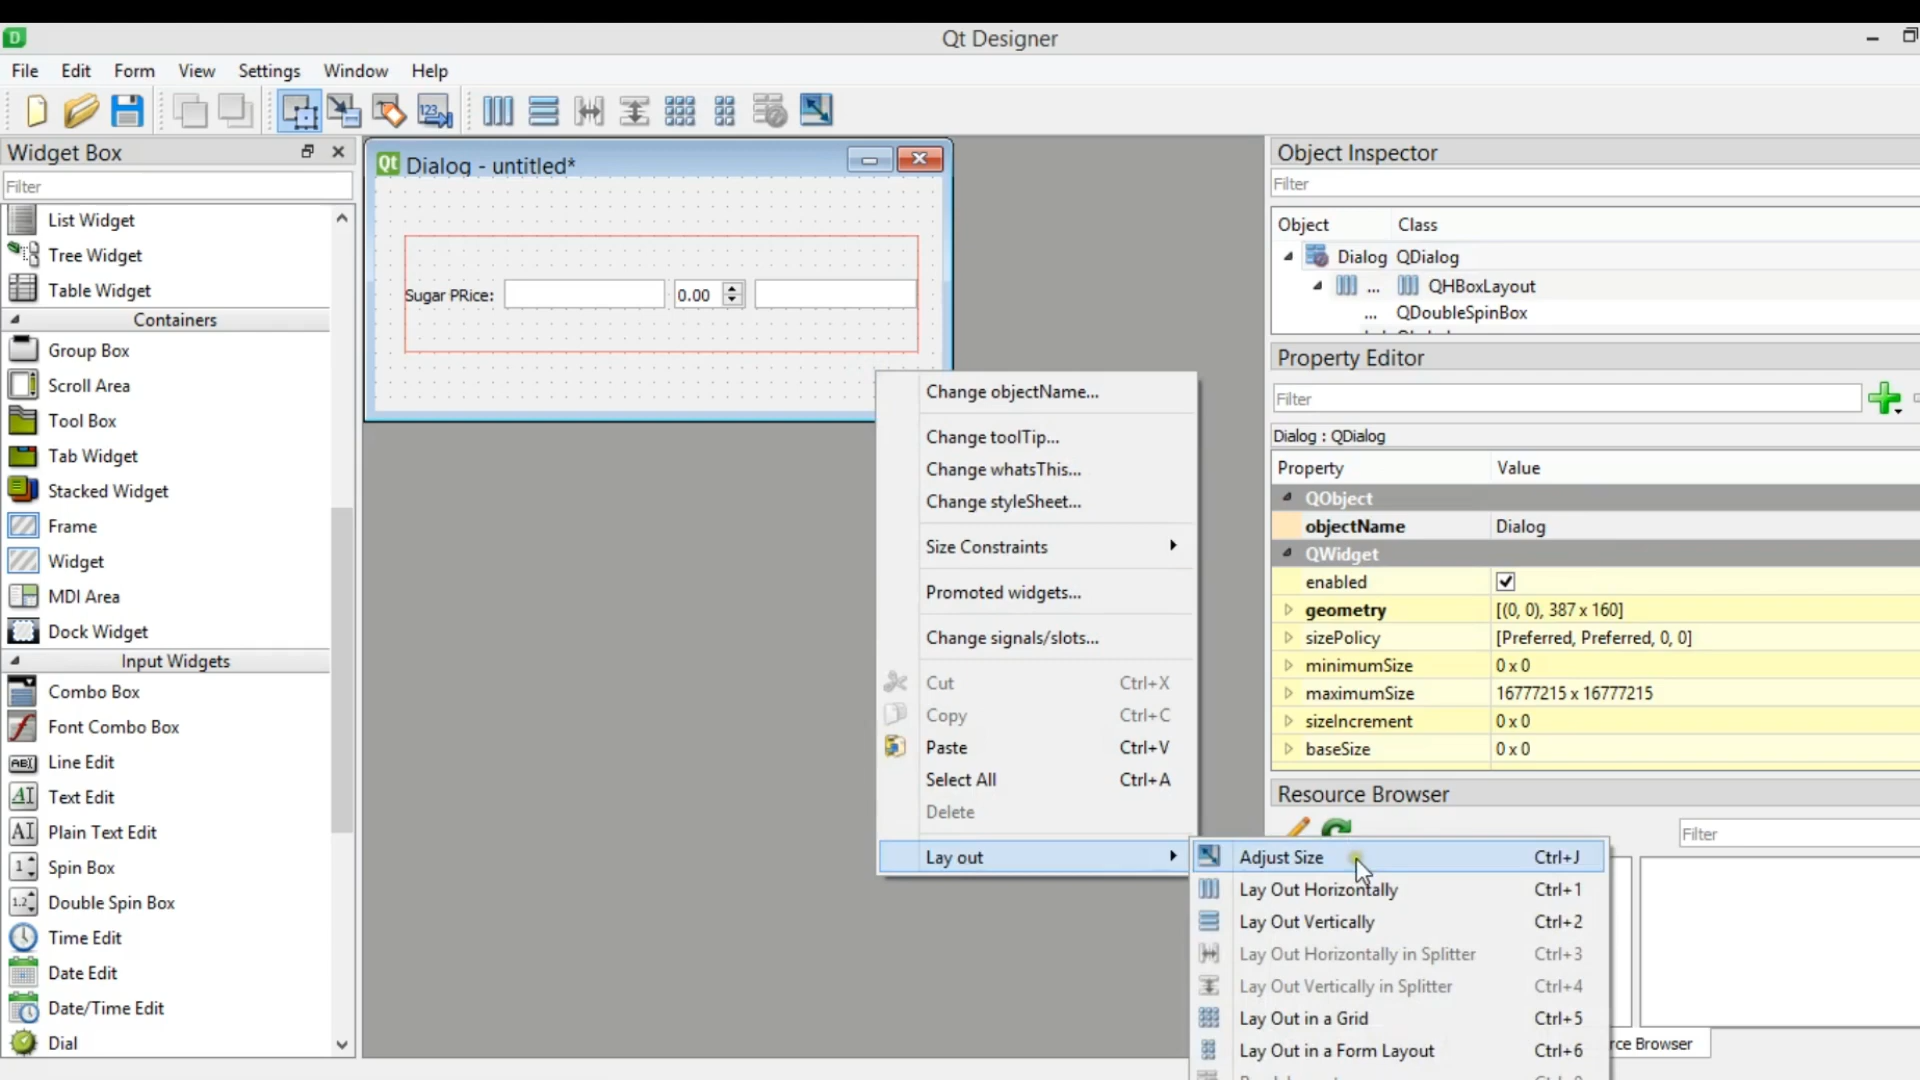 Qt Designer
File Edit Form View Settings Window Help
Widget Box
Filter
List Widget
Tree Widget
Table Widget
Containers
Group Box
Scroll Area
Tool Box
Tab Widget
Stacked Widget
Frame
Widget
MDI Area
Dock Widget
Input Widgets
Combo Box
Font Combo Box
Line Edit
Text Edit
Plain Text Edit
Spin Box
Double Spin Box
Time Edit
Date Edit
Date/Time Edit
Dial
Qt Dialog - untitled*
Sugar PRice: 0.00
Change objectName...
Change toolTip...
Change whatsThis...
Change styleSheet...
Size Constraints
Promoted widgets...
Change signals/slots...
Cut Ctrl+X
Copy Ctrl+C
Paste Ctrl+V
Select All Ctrl+A
Delete
Lay out
Adjust Size Ctrl+J
Lay Out Horizontally Ctrl+1
Lay Out Vertically Ctrl+2
Lay Out Horizontally in Splitter Ctrl+3
Lay Out Vertically in Splitter Ctrl+4
Lay Out in a Grid Ctrl+5
Lay Out in a Form Layout Ctrl+6
Object Inspector
Filter
Object Class
Dialog QDialog
... QHBoxLayout
... QDoubleSpinBox
Property Editor
Filter
Dialog : QDialog
Property Value
QObject
objectName Dialog
QWidget
enabled
geometry [(0, 0), 387 x 160]
sizePolicy [Preferred, Preferred, 0, 0]
minimumSize 0 x 0
maximumSize 16777215 x 16777215
sizeIncrement 0 x 0
baseSize 0 x 0
Resource Browser
Filter
rce Browser